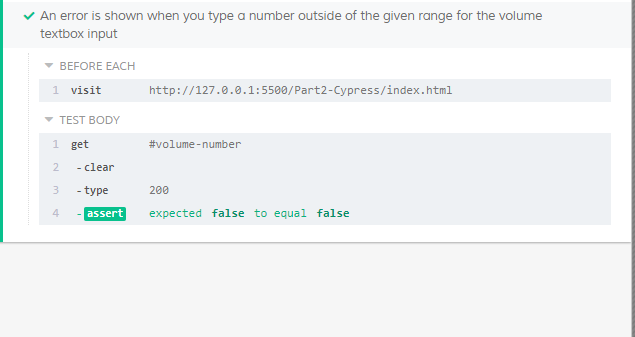 An error is shown when you type a number outside of the given range for the volume
textbox input
BEFORE EACH
1 visit http://127.0.0.1:5500/Part2-Cypress/index.html
TEST BODY
1 get #volume-number
2 -clear
3 -type 200
4 -assert expected false to equal false